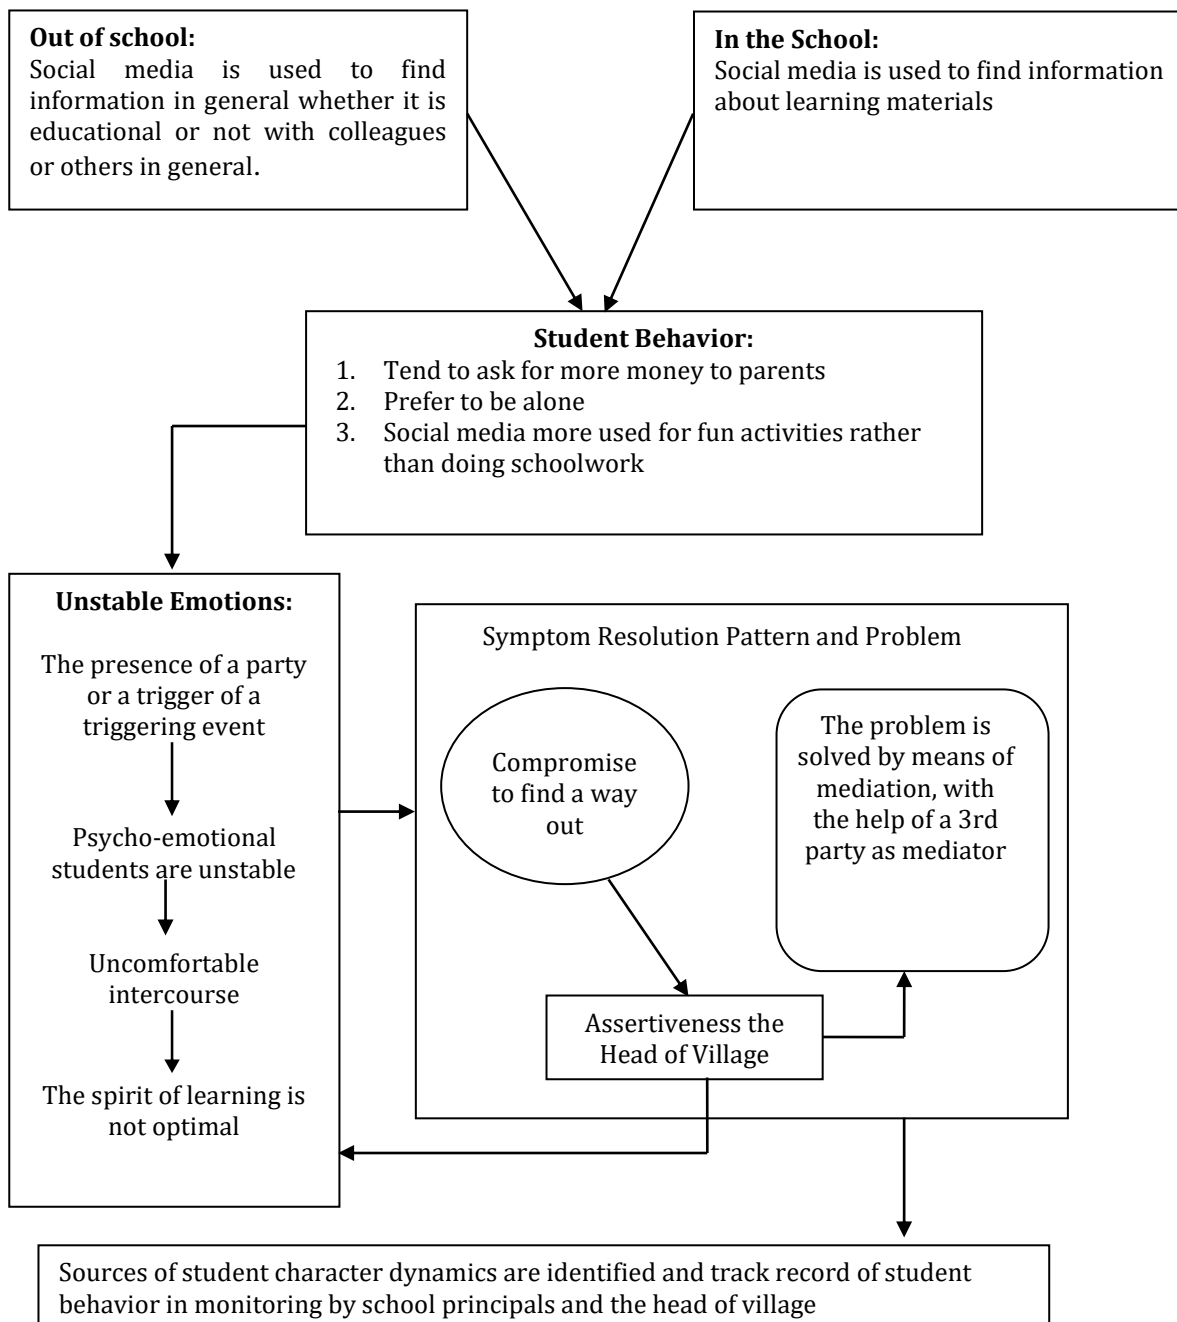 Out of school:
Social media is used to find
information in general whether it is
educational or not with colleagues
or others in general.
In the School:
Social media is used to find information
about learning materials
Student Behavior:
1. Tend to ask for more money to parents
2. Prefer to be alone
3. Social media more used for fun activities rather
than doing schoolwork
Unstable Emotions:
The presence of a party
or a trigger of a
triggering event
Psycho-emotional
students are unstable
Uncomfortable
intercourse
The spirit of learning is
not optimal
Symptom Resolution Pattern and Problem
Compromise
to find a way
out
The problem is
solved by means of
mediation, with
the help of a 3rd
party as mediator
Assertiveness the
Head of Village
Sources of student character dynamics are identified and track record of student
behavior in monitoring by school principals and the head of village